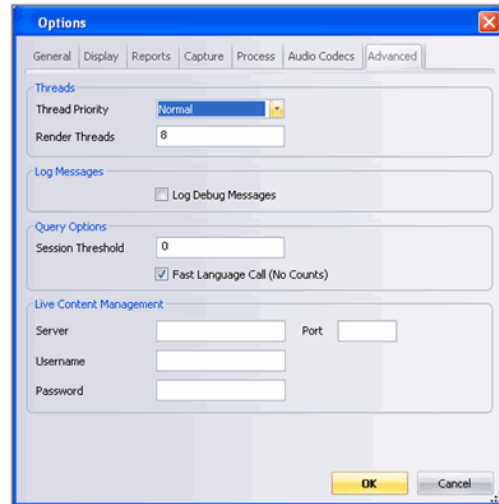 Options
General Display Reports Capture Process Audio Codecs Advanced
Threads
Thread Priority Normal
Render Threads 8
Log Messages
Log Debug Messages
Query Options
Session Threshold 0
Fast Language Call (No Counts)
Live Content Management
Server Port
Username
Password
OK Cancel